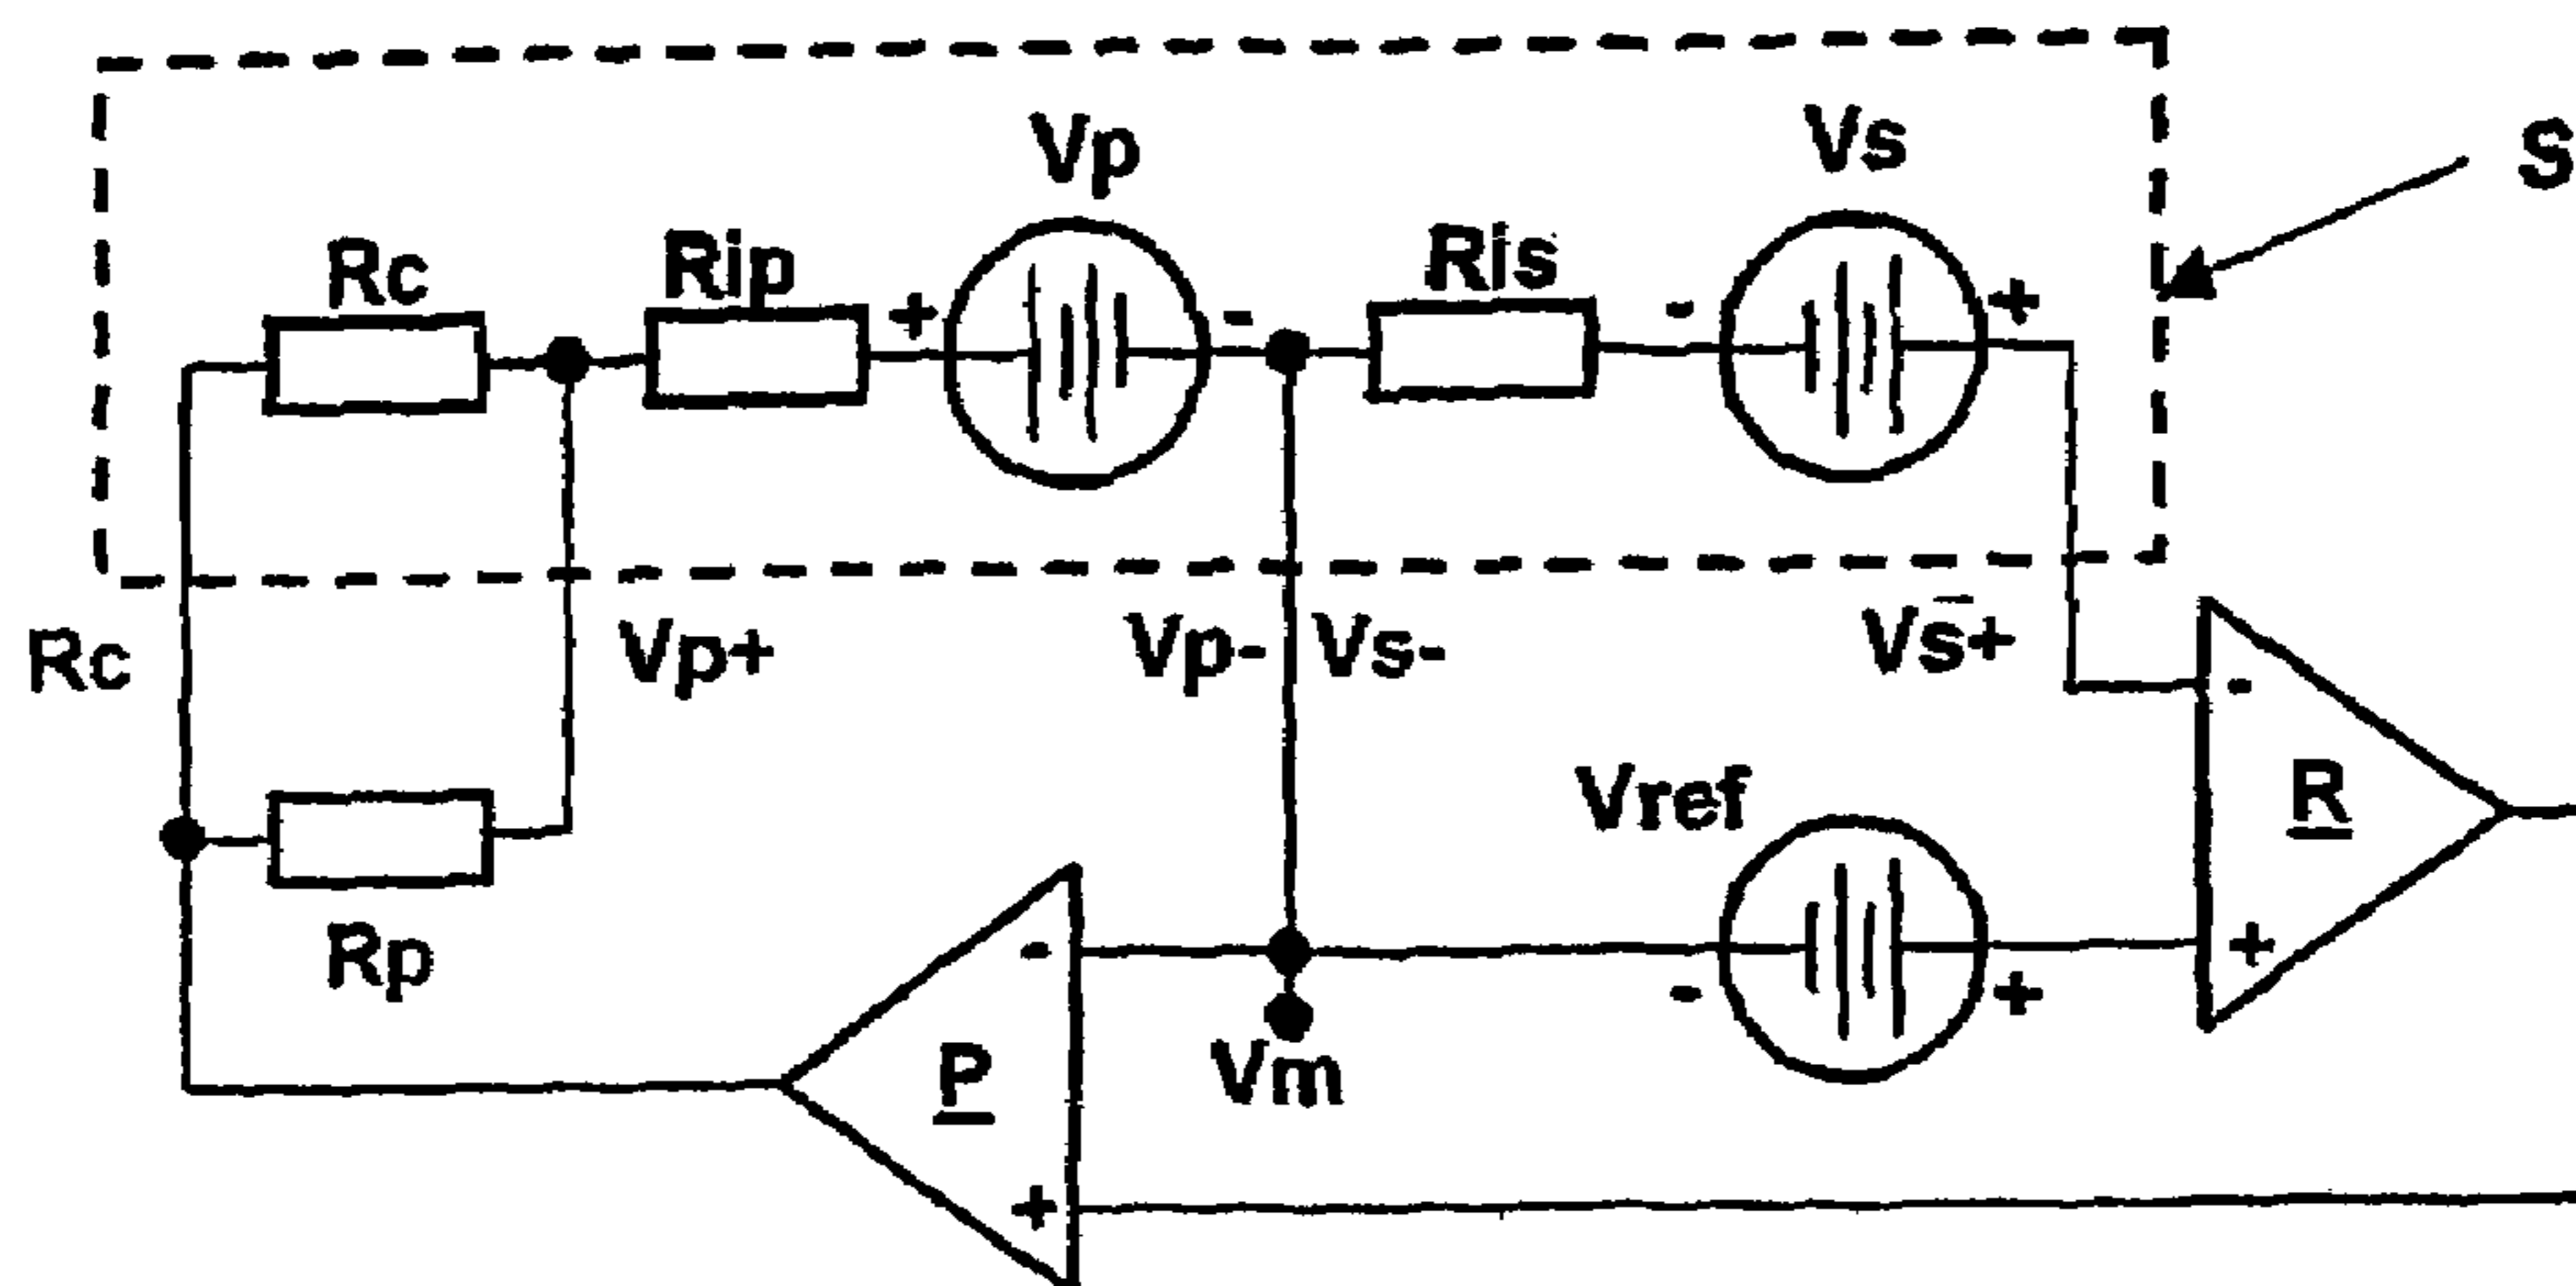 Vp Vs S
Rc Rip Ris
+ - - +
Rc Vp+ Vp- Vs- Vs+
-
Vref
R
Rp - - + +
P Vm
+